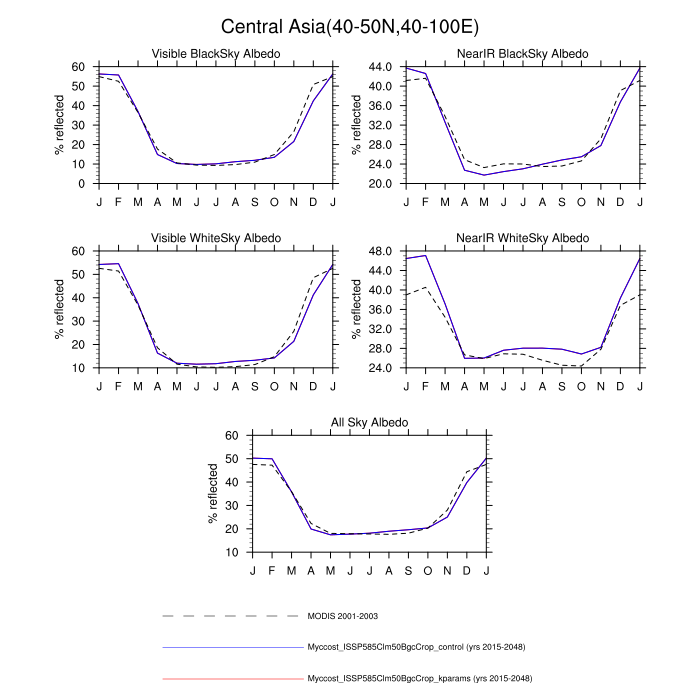 Central Asia(40-50N,40-100E)
Visible BlackSky Albedo
60
50
40
30
20
10
0
% reflected
J F M A M J J A S O N D J
NearIR BlackSky Albedo
44.0
40.0
36.0
32.0
28.0
24.0
20.0
% reflected
J F M A M J J A S O N D J
Visible WhiteSky Albedo
60
50
40
30
20
10
% reflected
J F M A M J J A S O N D J
NearIR WhiteSky Albedo
48.0
44.0
40.0
36.0
32.0
28.0
24.0
% reflected
J F M A M J J A S O N D J
All Sky Albedo
60
50
40
30
20
10
% reflected
J F M A M J J A S O N D J
MODIS 2001-2003
Myccost_ISSP585Clm50BgcCrop_control (yrs 2015-2048)
Myccost_ISSP585Clm50BgcCrop_kparams (yrs 2015-2048)